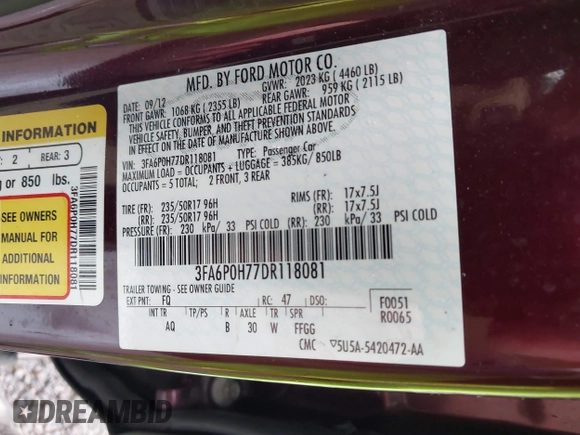 MFD. BY FORD MOTOR CO.
DATE: 09/12 GVWR: 2023 KG ( 4460 LB)
FRONT GAWR: 1068 KG ( 2355 LB) REAR GAWR: 959 KG ( 2115 LB)
THIS VEHICLE CONFORMS TO ALL APPLICABLE FEDERAL MOTOR
VEHICLE SAFETY, BUMPER, AND THEFT PREVENTION STANDARDS
IN EFFECT ON THE DATE OF MANUFACTURE SHOWN ABOVE.
VIN: 3FA6P0H77DR118081 TYPE: Passenger Car
MAXIMUM LOAD = OCCUPANTS + LUGGAGE = 385KG/ 850LB
OCCUPANTS = 5 TOTAL: 2 FRONT, 3 REAR
TIRE (FR): 235/50R17 96H RIMS (FR): 17x7.5J
(RR): 235/50R17 96H (RR): 17x7.5J
PRESSURE (FR): 230 kPa/ 33 PSI COLD (RR): 230 kPa/ 33 PSI COLD
3FA6P0H77DR118081
TRAILER TOWING - SEE OWNER GUIDE
EXT PNT: FQ RC: 47 DSO:
F0051
R0065
INT TR TP/PS R AXLE TR SPR
AQ B 30 W FFGG
CMC ▽5U5A-5420472-AA
INFORMATION
2 REAR: 3
or 850 lbs.
SEE OWNERS
MANUAL FOR
ADDITIONAL
INFORMATION
3FA6P0H77DR118081
DREAMBID